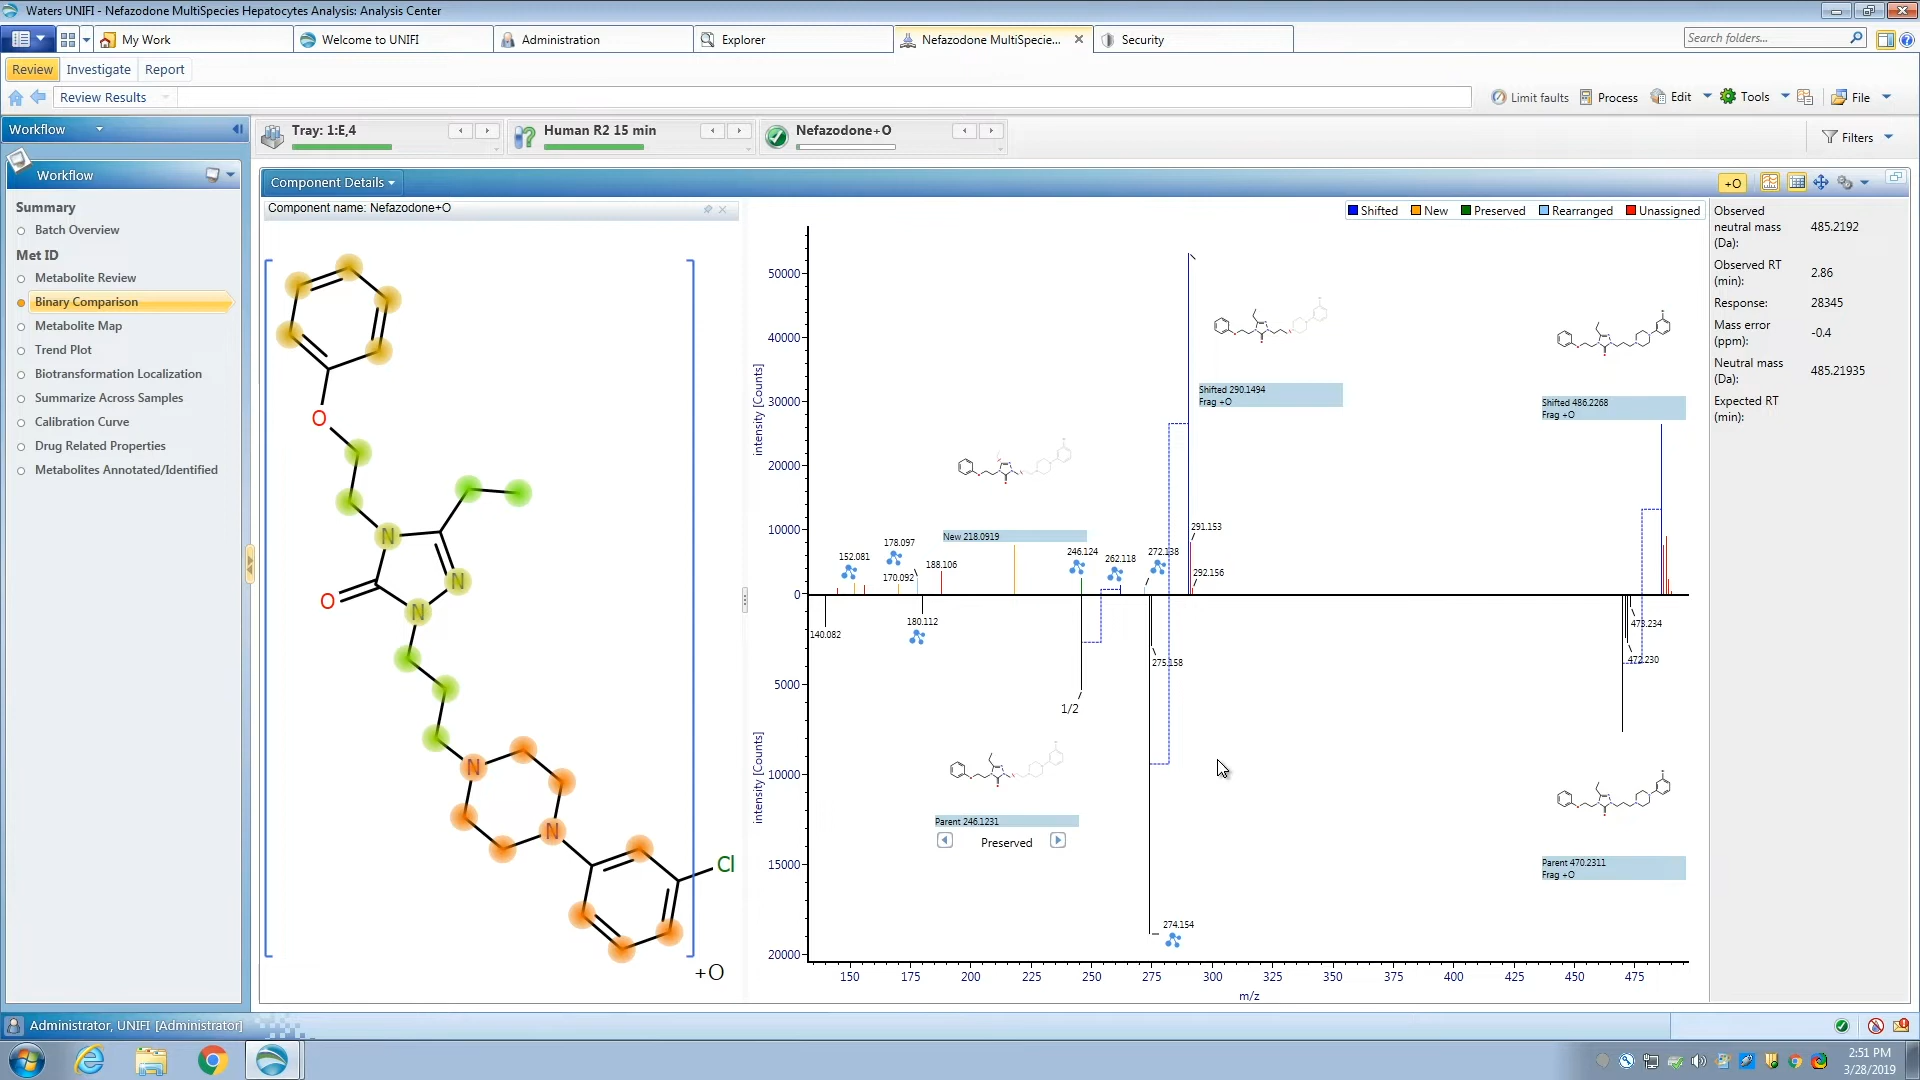 Waters UNIFI - Nefazodone MultiSpecies Hepatocytes Analysis: Analysis Center
My Work
Welcome to UNIFI
Administration
Explorer
Nefazodone MultiSpecie...
Security
Search folders...
Review
Investigate
Report
Review Results
Limit faults
Process
Edit
Tools
File
Workflow
Tray: 1:E,4
Human R2 15 min
Nefazodone+O
Filters
Workflow
Summary
Batch Overview
Met ID
Metabolite Review
Binary Comparison
Metabolite Map
Trend Plot
Biotransformation Localization
Summarize Across Samples
Calibration Curve
Drug Related Properties
Metabolites Annotated/Identified
Component Details
+O
Component name: Nefazodone+O
O
N
N
O
N
N
N
Cl
+O
Shifted
New
Preserved
Rearranged
Unassigned
intensity [Counts]
50000
40000
30000
20000
10000
0
5000
10000
15000
20000
intensity [Counts]
Shifted 290.1494
Frag +O
Shifted 486.2268
Frag +O
New 218.0919
291.153
292.156
152.081
178.097
170.092
188.106
246.124
262.118
272.138
140.082
180.112
275.158
473.234
472.230
1/2
Parent 246.1231
Preserved
Parent 470.2311
Frag +O
274.154
150
175
200
225
250
275
300
325
350
375
400
425
450
475
m/z
Observed neutral mass (Da):
485.2192
Observed RT (min):
2.86
Response:
28345
Mass error (ppm):
-0.4
Neutral mass (Da):
485.21935
Expected RT (min):
Administrator, UNIFI [Administrator]
2:51 PM
3/28/2019